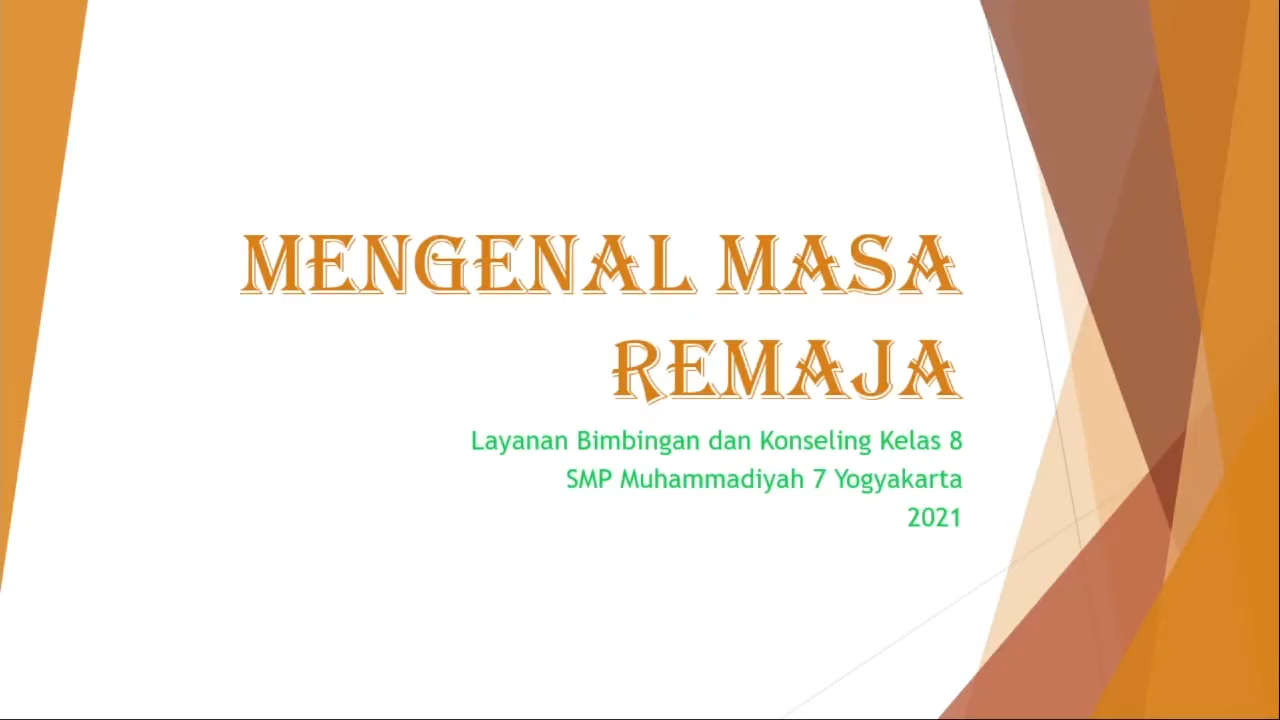 MENGENAL MASA
REMAJA
Layanan Bimbingan dan Konseling Kelas 8
SMP Muhammadiyah 7 Yogyakarta
2021